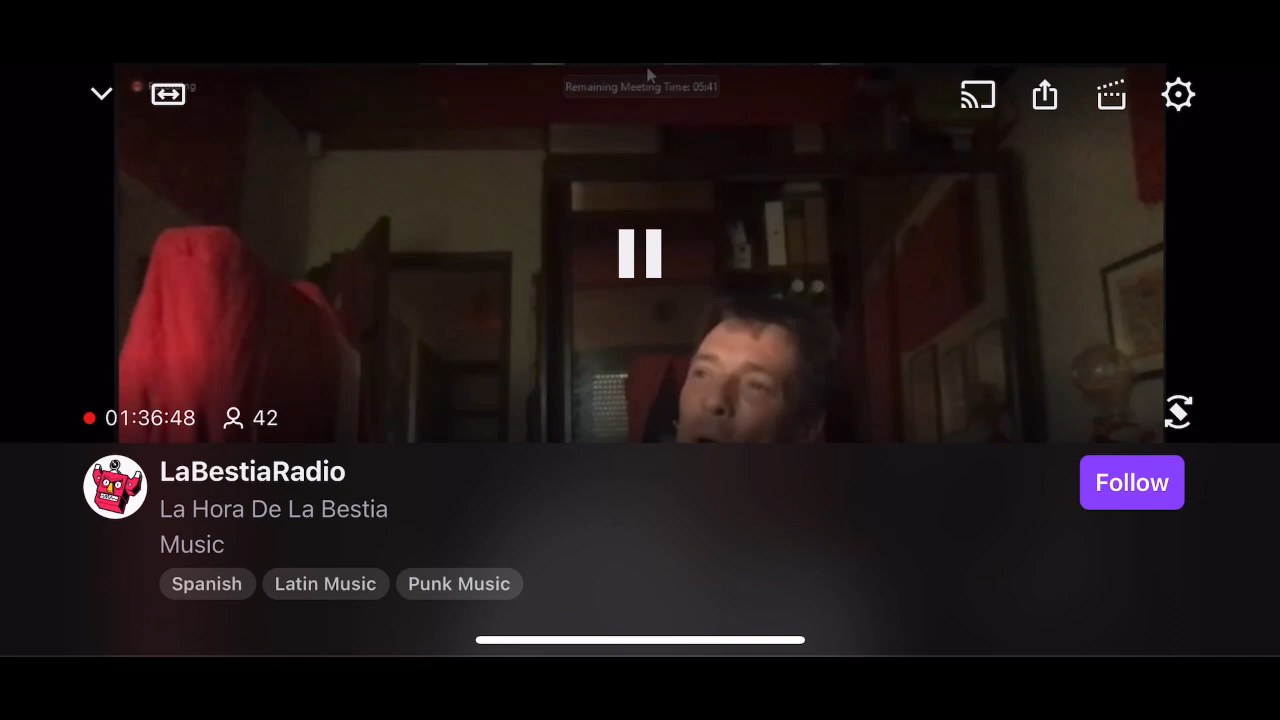 Remaining Meeting Time: 05:41
01:36:48
42
LaBestiaRadio
Follow
La Hora De La Bestia
Music
Spanish
Latin Music
Punk Music